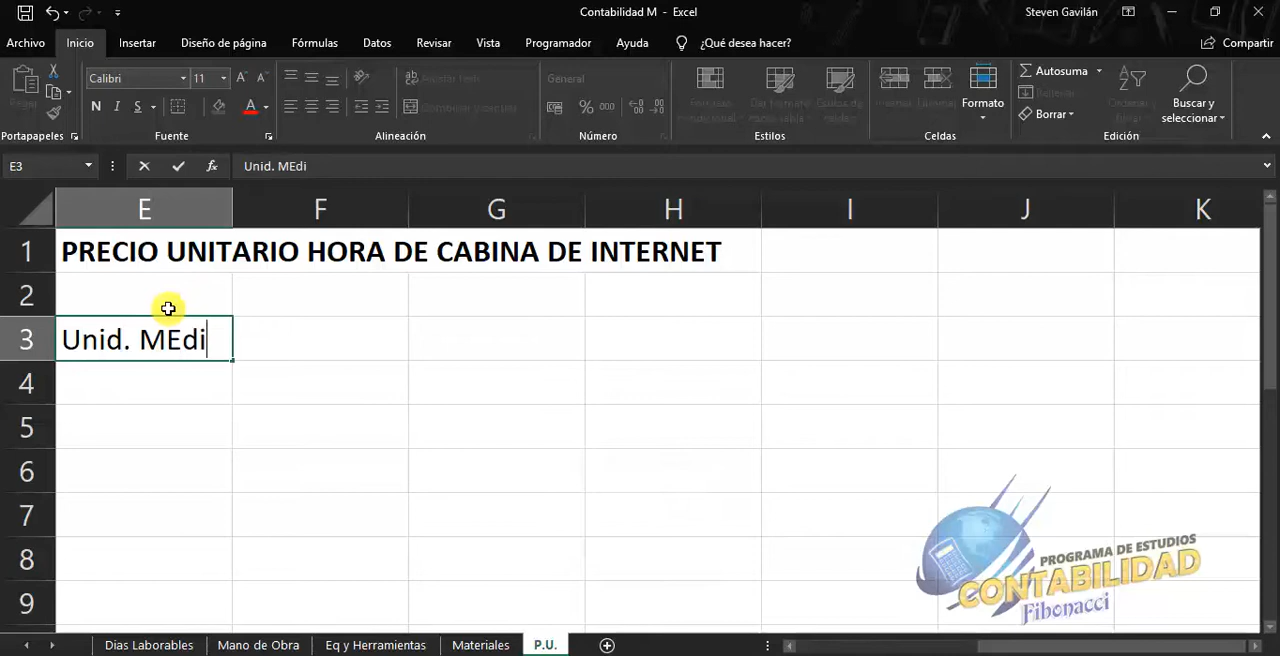 Contabilidad M - Excel
Steven Gavilán
Archivo Inicio Insertar Diseño de página Fórmulas Datos Revisar Vista Programador Ayuda ¿Qué desea hacer? Compartir
Calibri 11 General Autosuma
N K S % 000 Formato Borrar Buscar y seleccionar
Portapapeles Fuente Alineación Número Estilos Celdas Edición
E3 fx Unid. MEdi
E F G H I J K
1 PRECIO UNITARIO HORA DE CABINA DE INTERNET
2
3 Unid. MEdi
4
5
6
7
8
9
PROGRAMA DE ESTUDIOS
CONTABILIDAD
Fibonacci
Dias Laborables Mano de Obra Eq y Herramientas Materiales P.U.